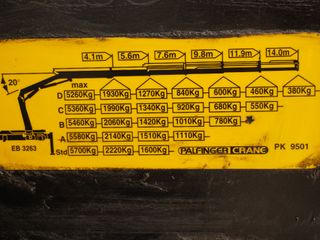 4.1m 5.6m 7.6m 9.8m 11.9m 14.0m
20°
max
D 5260Kg 1930Kg 1270Kg 840Kg 600Kg 460Kg 380Kg
C 5360Kg 1990Kg 1340Kg 920Kg 680Kg 550Kg
B 5460Kg 2060Kg 1420Kg 1010Kg 780Kg
A 5580Kg 2140Kg 1510Kg 1110Kg
Std 5700Kg 2220Kg 1600Kg
EB 3263
PALFINGER CRANE PK 9501